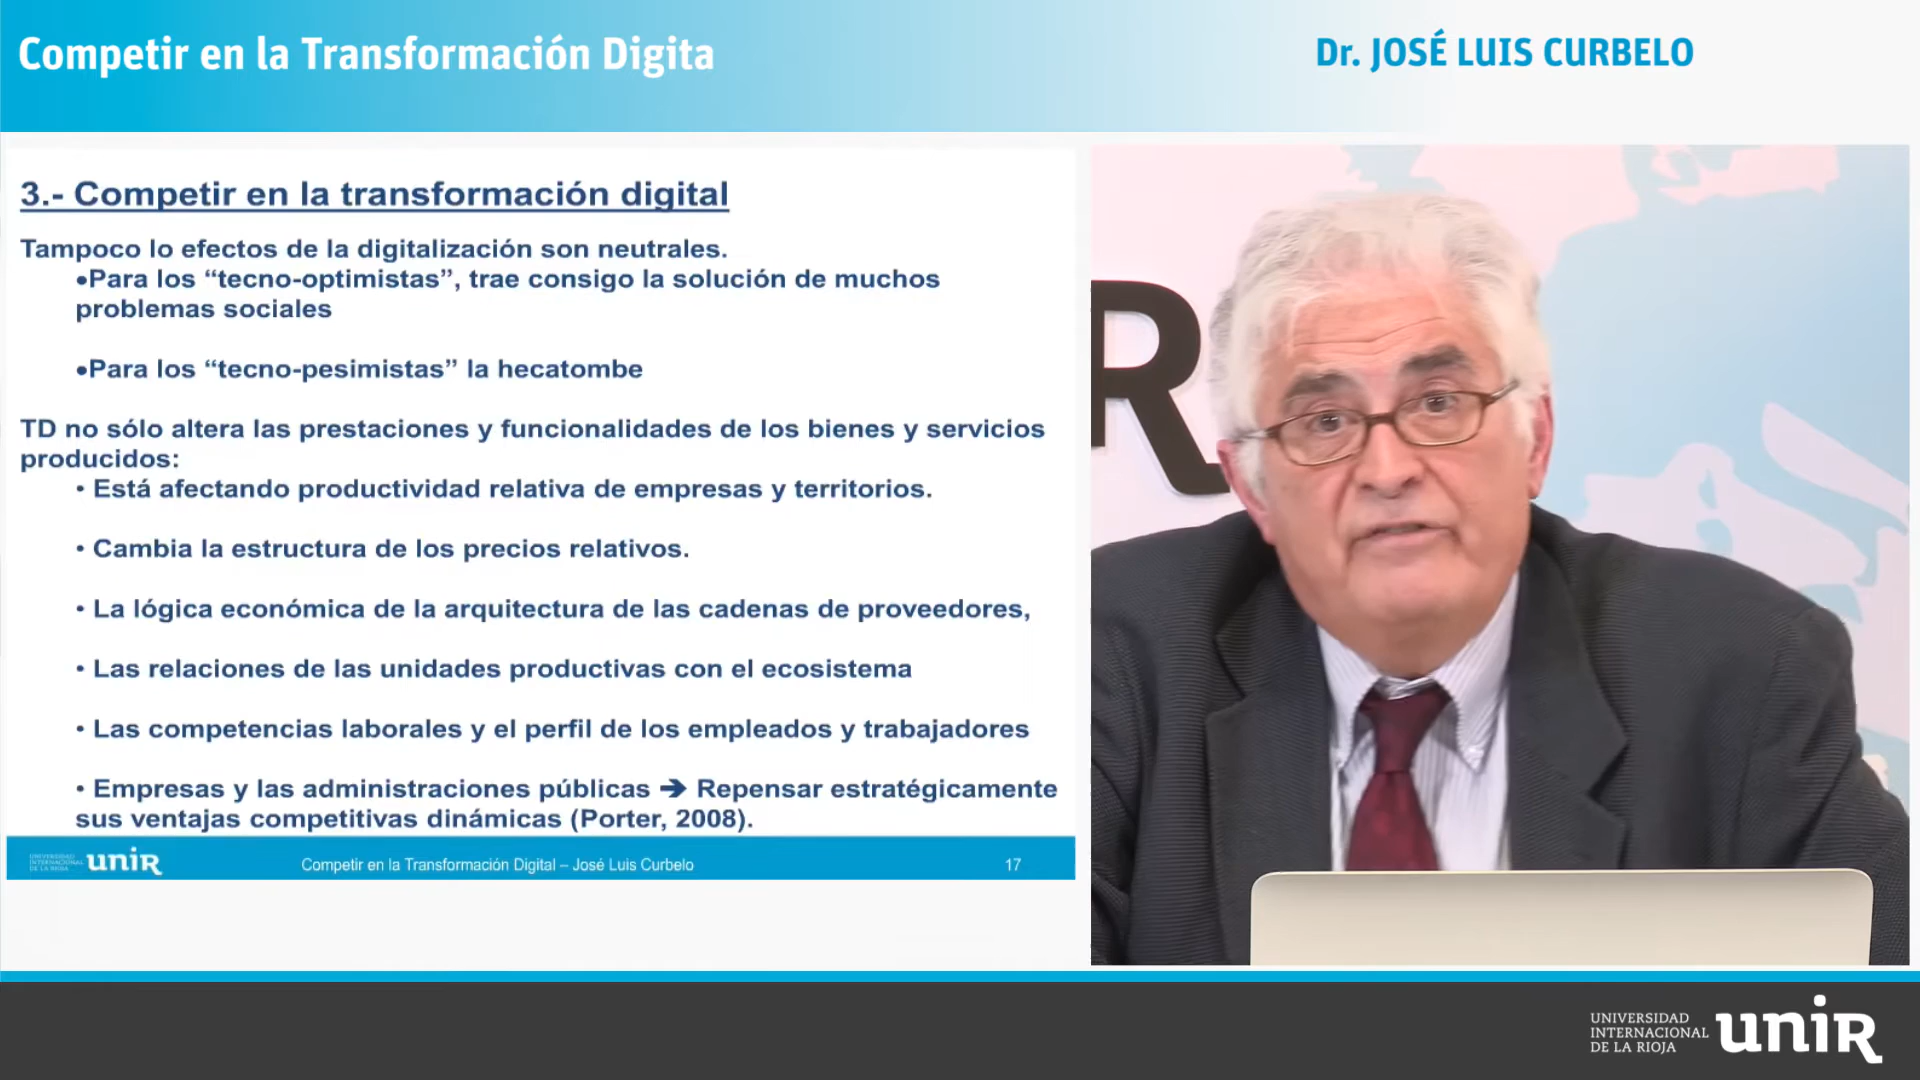 Competir en la Transformación Digita
Dr. JOSÉ LUIS CURBELO
3.- Competir en la transformación digital
Tampoco lo efectos de la digitalización son neutrales.
•Para los “tecno-optimistas”, trae consigo la solución de muchos
problemas sociales
•Para los “tecno-pesimistas” la hecatombe
TD no sólo altera las prestaciones y funcionalidades de los bienes y servicios
producidos:
• Está afectando productividad relativa de empresas y territorios.
• Cambia la estructura de los precios relativos.
• La lógica económica de la arquitectura de las cadenas de proveedores,
• Las relaciones de las unidades productivas con el ecosistema
• Las competencias laborales y el perfil de los empleados y trabajadores
• Empresas y las administraciones públicas ➔ Repensar estratégicamente
sus ventajas competitivas dinámicas (Porter, 2008).
UNIVERSIDAD
INTERNACIONAL
DE LA RIOJA
unir
Competir en la Transformación Digital – José Luis Curbelo
17
R
UNIVERSIDAD
INTERNACIONAL
DE LA RIOJA
unir